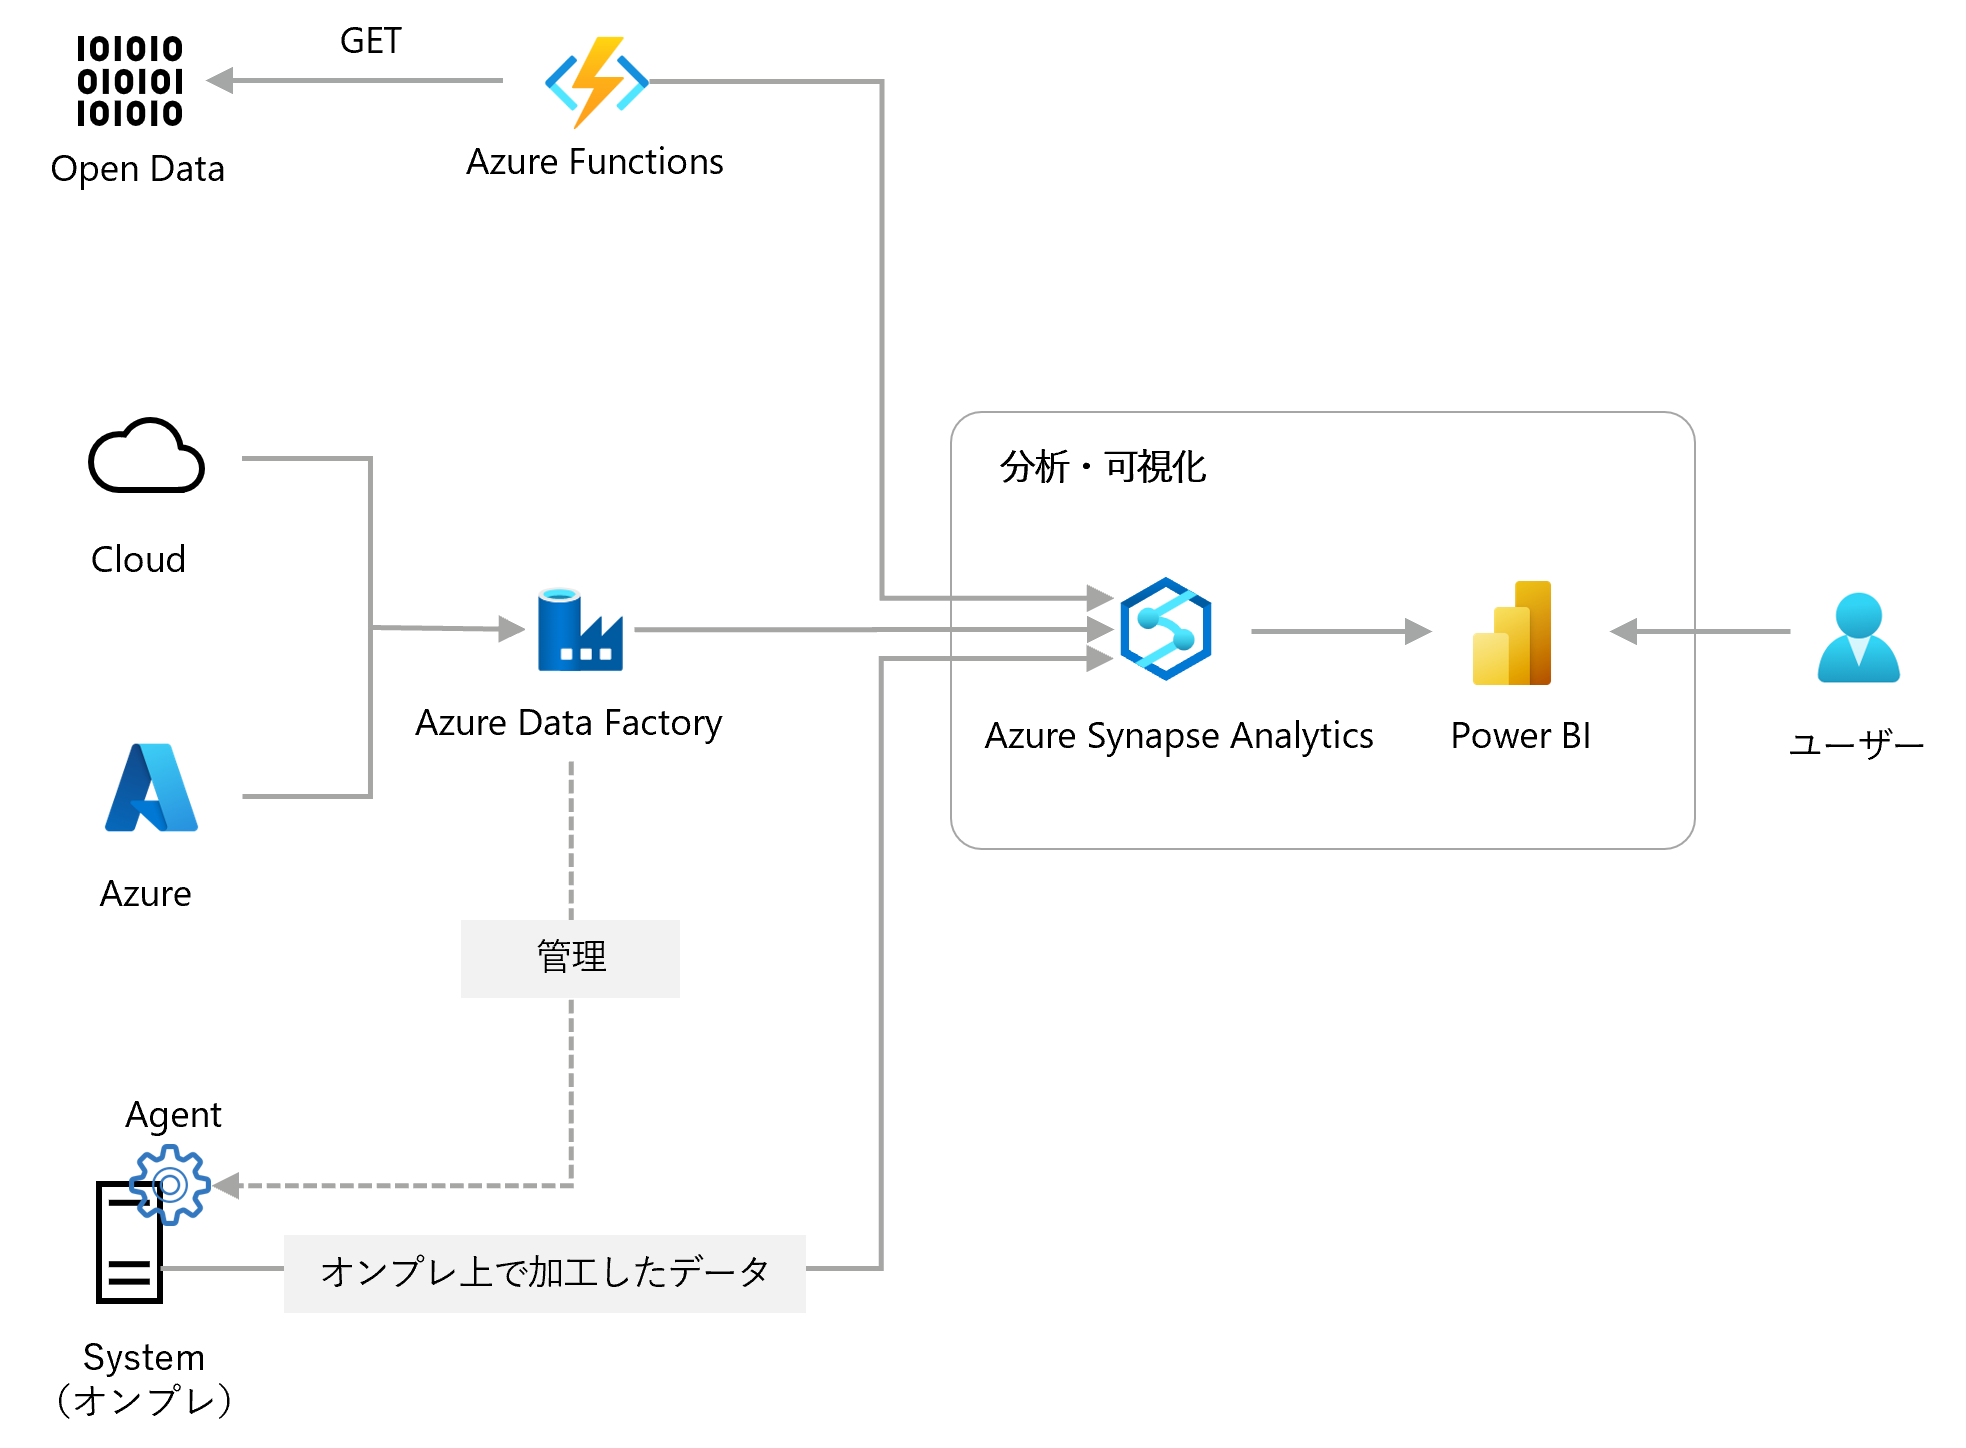 101010
010101
101010
Open Data
GET
Azure Functions
Cloud
Azure
Azure Data Factory
管理
分析・可視化
Azure Synapse Analytics
Power BI
ユーザー
Agent
オンプレ上で加工したデータ
System
（オンプレ）